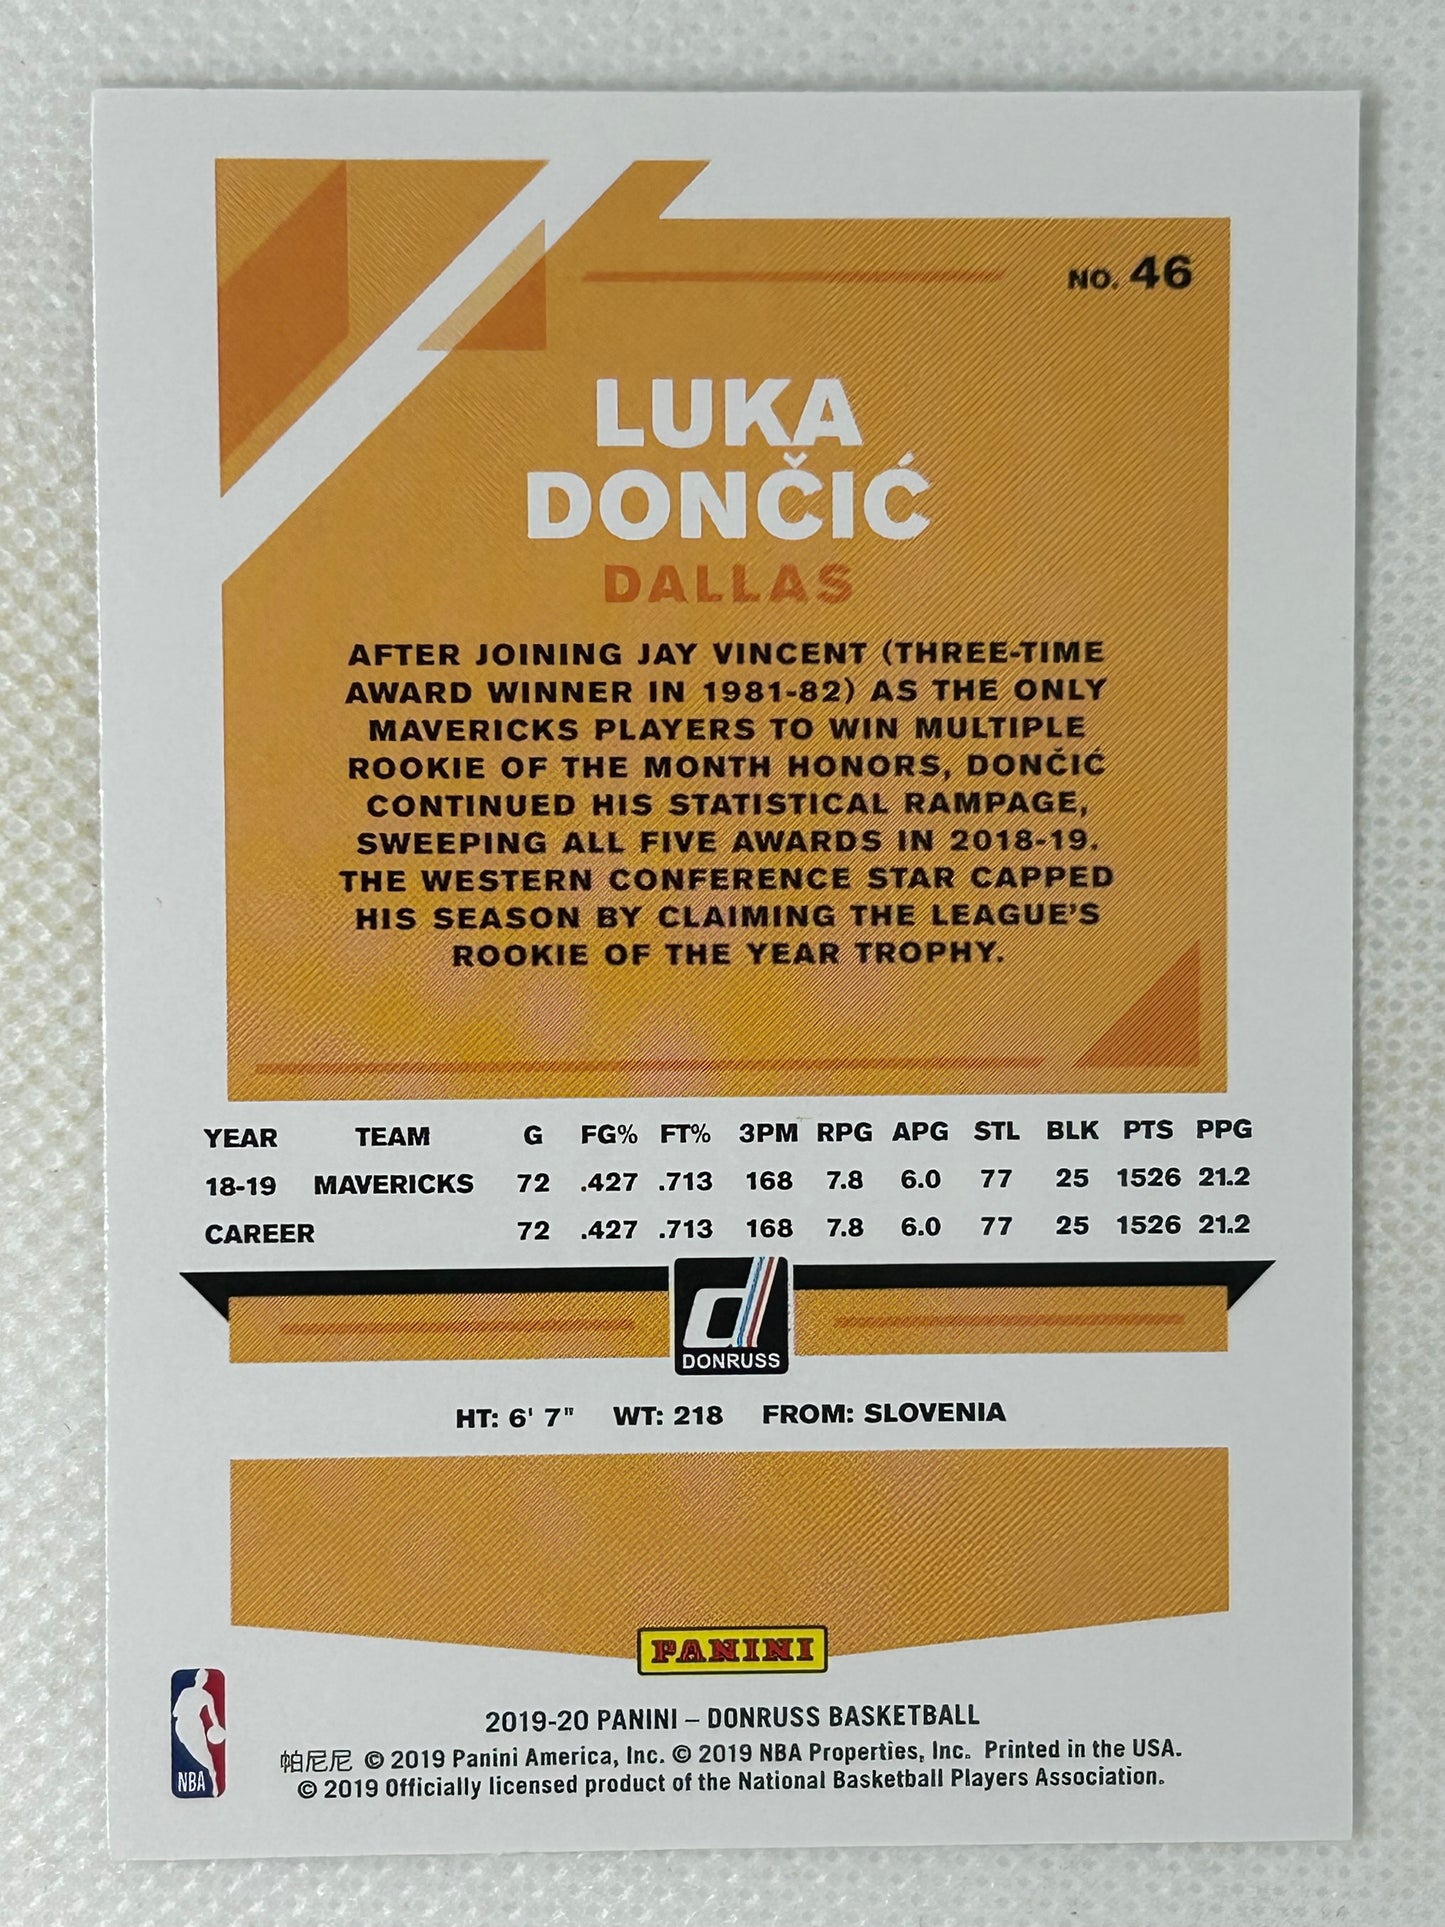 NO. 46
LUKA
DONČIĆ
DALLAS
AFTER JOINING JAY VINCENT (THREE-TIME
AWARD WINNER IN 1981-82) AS THE ONLY
MAVERICKS PLAYERS TO WIN MULTIPLE
ROOKIE OF THE MONTH HONORS, DONČIĆ
CONTINUED HIS STATISTICAL RAMPAGE,
SWEEPING ALL FIVE AWARDS IN 2018-19.
THE WESTERN CONFERENCE STAR CAPPED
HIS SEASON BY CLAIMING THE LEAGUE'S
ROOKIE OF THE YEAR TROPHY.
YEAR TEAM G FG% FT% 3PM RPG APG STL BLK PTS PPG
18-19 MAVERICKS 72 .427 .713 168 7.8 6.0 77 25 1526 21.2
CAREER 72 .427 .713 168 7.8 6.0 77 25 1526 21.2
d
DONRUSS
HT: 6' 7" WT: 218 FROM: SLOVENIA
PANINI
NBA
2019-20 PANINI – DONRUSS BASKETBALL
帕尼尼 © 2019 Panini America, Inc. © 2019 NBA Properties, Inc. Printed in the USA.
© 2019 Officially licensed product of the National Basketball Players Association.